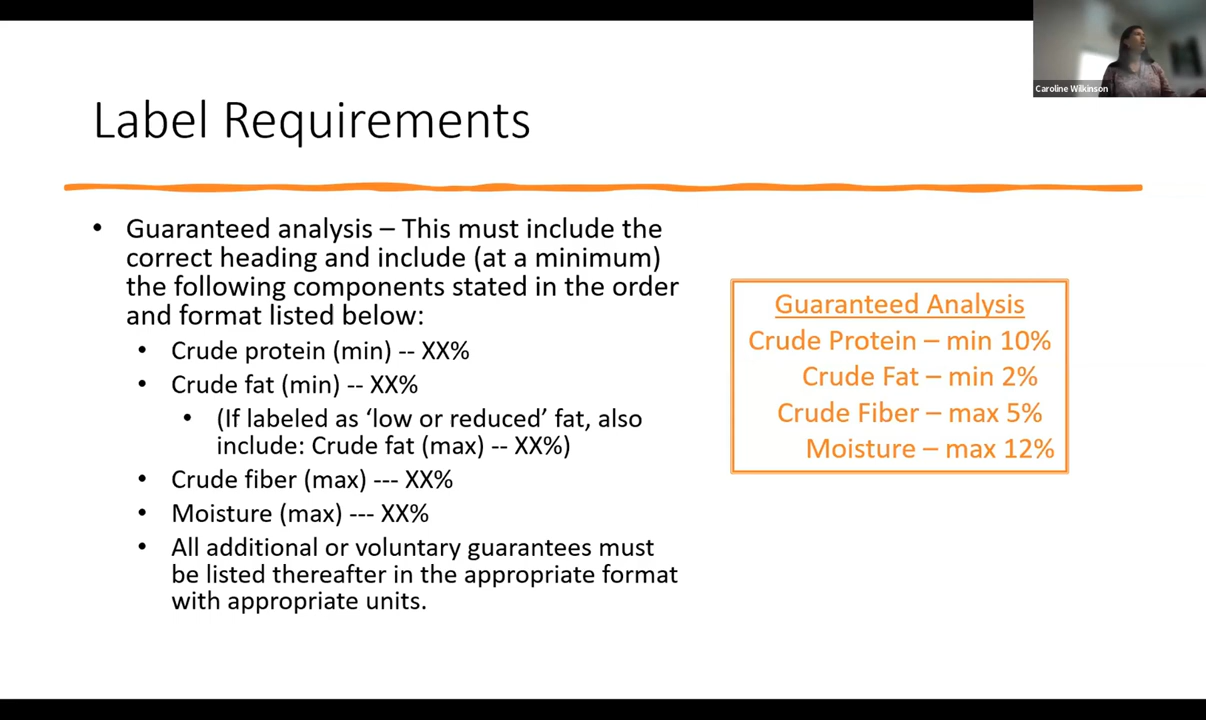 Caroline Wilkinson
Label Requirements
• Guaranteed analysis – This must include the
correct heading and include (at a minimum)
the following components stated in the order
and format listed below:
• Crude protein (min) -- XX%
• Crude fat (min) -- XX%
• (If labeled as ‘low or reduced’ fat, also
include: Crude fat (max) -- XX%)
• Crude fiber (max) --- XX%
• Moisture (max) --- XX%
• All additional or voluntary guarantees must
be listed thereafter in the appropriate format
with appropriate units.
Guaranteed Analysis
Crude Protein – min 10%
Crude Fat – min 2%
Crude Fiber – max 5%
Moisture – max 12%